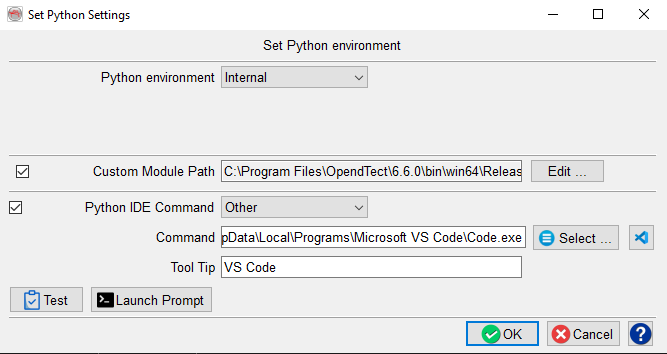 Set Python Settings
Set Python environment
Python environment Internal
Custom Module Path C:\Program Files\OpendTect\6.6.0\bin\win64\Releas Edit ...
Python IDE Command Other
Command pData\Local\Programs\Microsoft VS Code\Code.exe Select ...
Tool Tip VS Code
Test Launch Prompt
OK Cancel ?